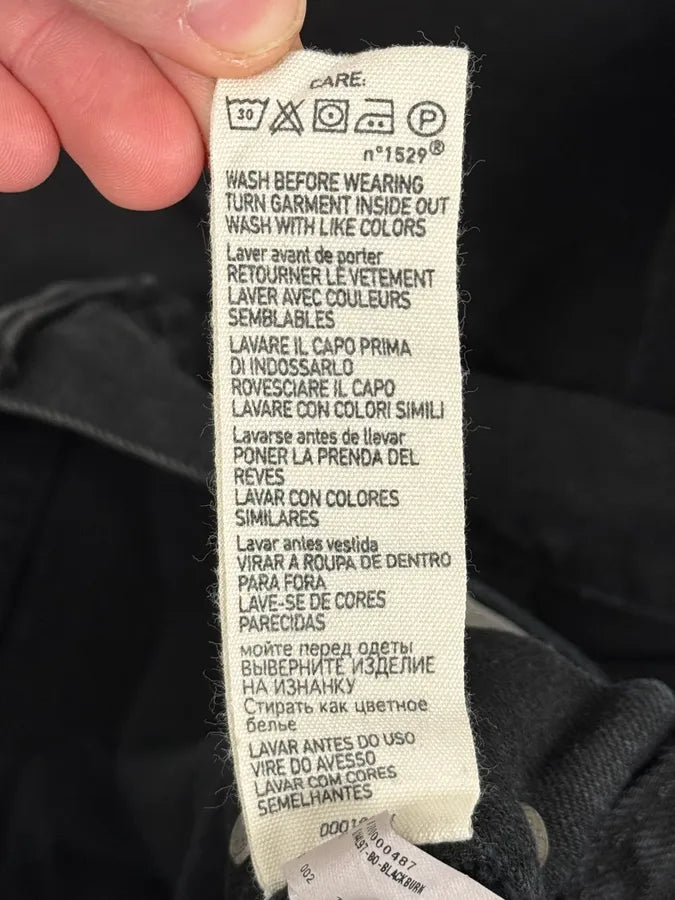 CARE:
30 P
n°1529®
WASH BEFORE WEARING
TURN GARMENT INSIDE OUT
WASH WITH LIKE COLORS
Laver avant de porter
RETOURNER LE VETEMENT
LAVER AVEC COULEURS
SEMBLABLES
LAVARE IL CAPO PRIMA
DI INDOSSARLO
ROVESCIARE IL CAPO
LAVARE CON COLORI SIMILI
Lavarse antes de llevar
PONER LA PRENDA DEL
REVES
LAVAR CON COLORES
SIMILARES
Lavar antes vestida
VIRAR A ROUPA DE DENTRO
PARA FORA
LAVE-SE DE CORES
PARECIDAS
мойте перед одеты
ВЫВЕРНИТЕ ИЗДЕЛИЕ
НА ИЗНАНКУ
Стирать как цветное
белье
LAVAR ANTES DO USO
VIRE DO AVESSO
LAVAR COM CORES
SEMELHANTES
002